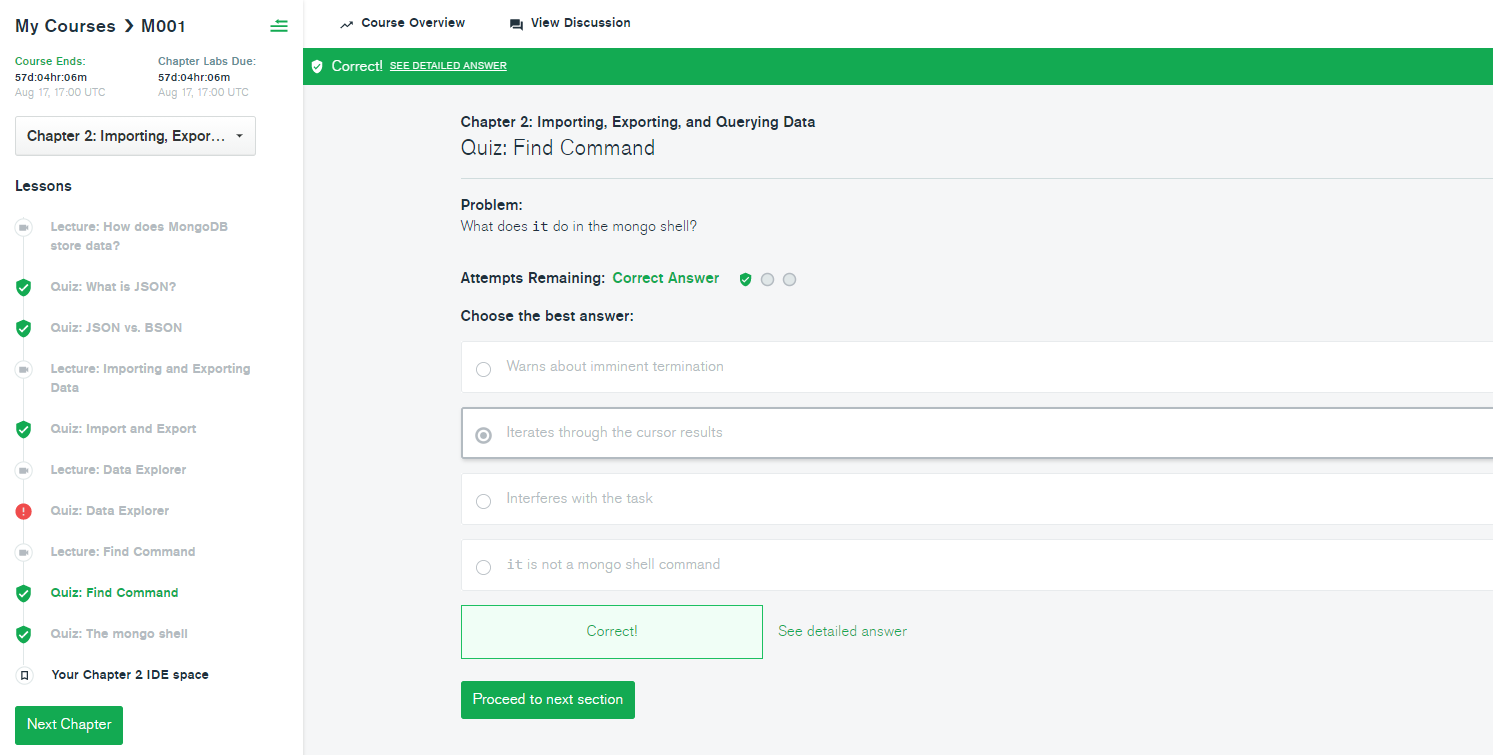 My Courses > M001
Course Ends:
57d:04hr:06m
Aug 17, 17:00 UTC
Chapter Labs Due:
57d:04hr:06m
Aug 17, 17:00 UTC
Chapter 2: Importing, Expor...
Lessons
Lecture: How does MongoDB
store data?
Quiz: What is JSON?
Quiz: JSON vs. BSON
Lecture: Importing and Exporting
Data
Quiz: Import and Export
Lecture: Data Explorer
Quiz: Data Explorer
Lecture: Find Command
Quiz: Find Command
Quiz: The mongo shell
Your Chapter 2 IDE space
Next Chapter
Course Overview
View Discussion
Correct! SEE DETAILED ANSWER
Chapter 2: Importing, Exporting, and Querying Data
Quiz: Find Command
Problem:
What does it do in the mongo shell?
Attempts Remaining: Correct Answer
Choose the best answer:
Warns about imminent termination
Iterates through the cursor results
Interferes with the task
it is not a mongo shell command
Correct!
See detailed answer
Proceed to next section